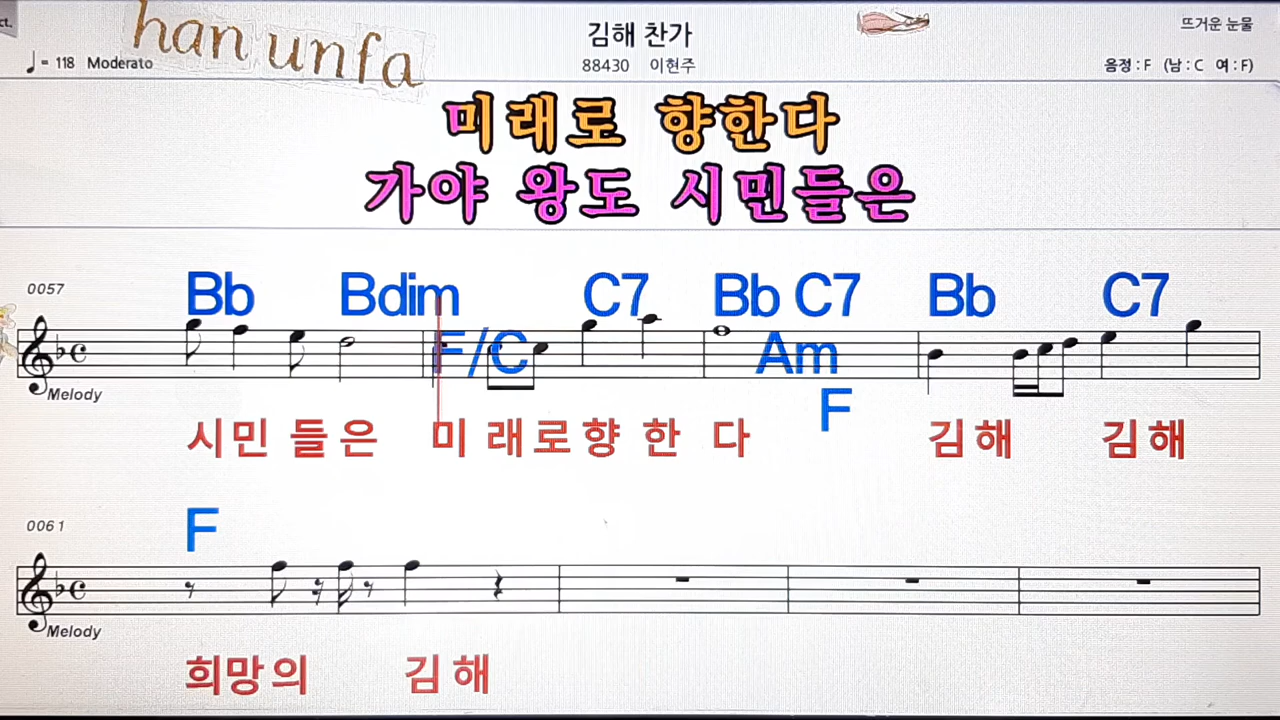 ct.
han unfa
김해 찬가
뜨거운 눈물
♩= 118 Moderato
88430 이현주
음정 : F (남 : C 여 : F)
미래로 향한다
가야 왕도 시민들은
0057
Bb Bdim C7 Bb C7 Bb C7
F/C Am
F
Melody
시민 들은 미 래로향 한 다 김해 김해
0061
F
Melody
희망의 김해